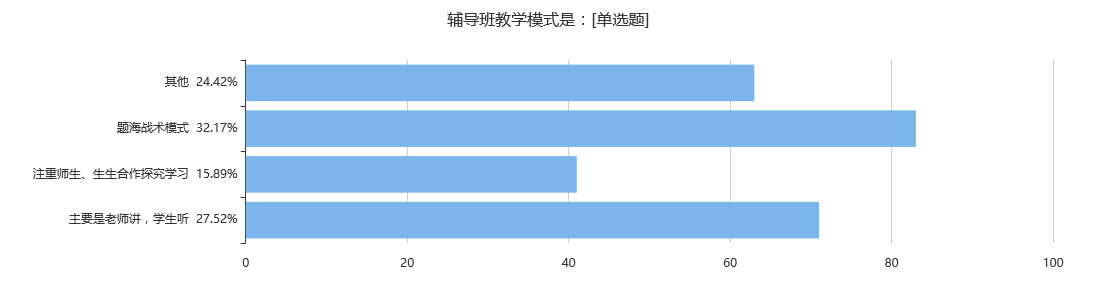 辅导班教学模式是：[单选题]
其他 24.42%
题海战术模式 32.17%
注重师生、生生合作探究学习 15.89%
主要是老师讲，学生听 27.52%
0 20 40 60 80 100